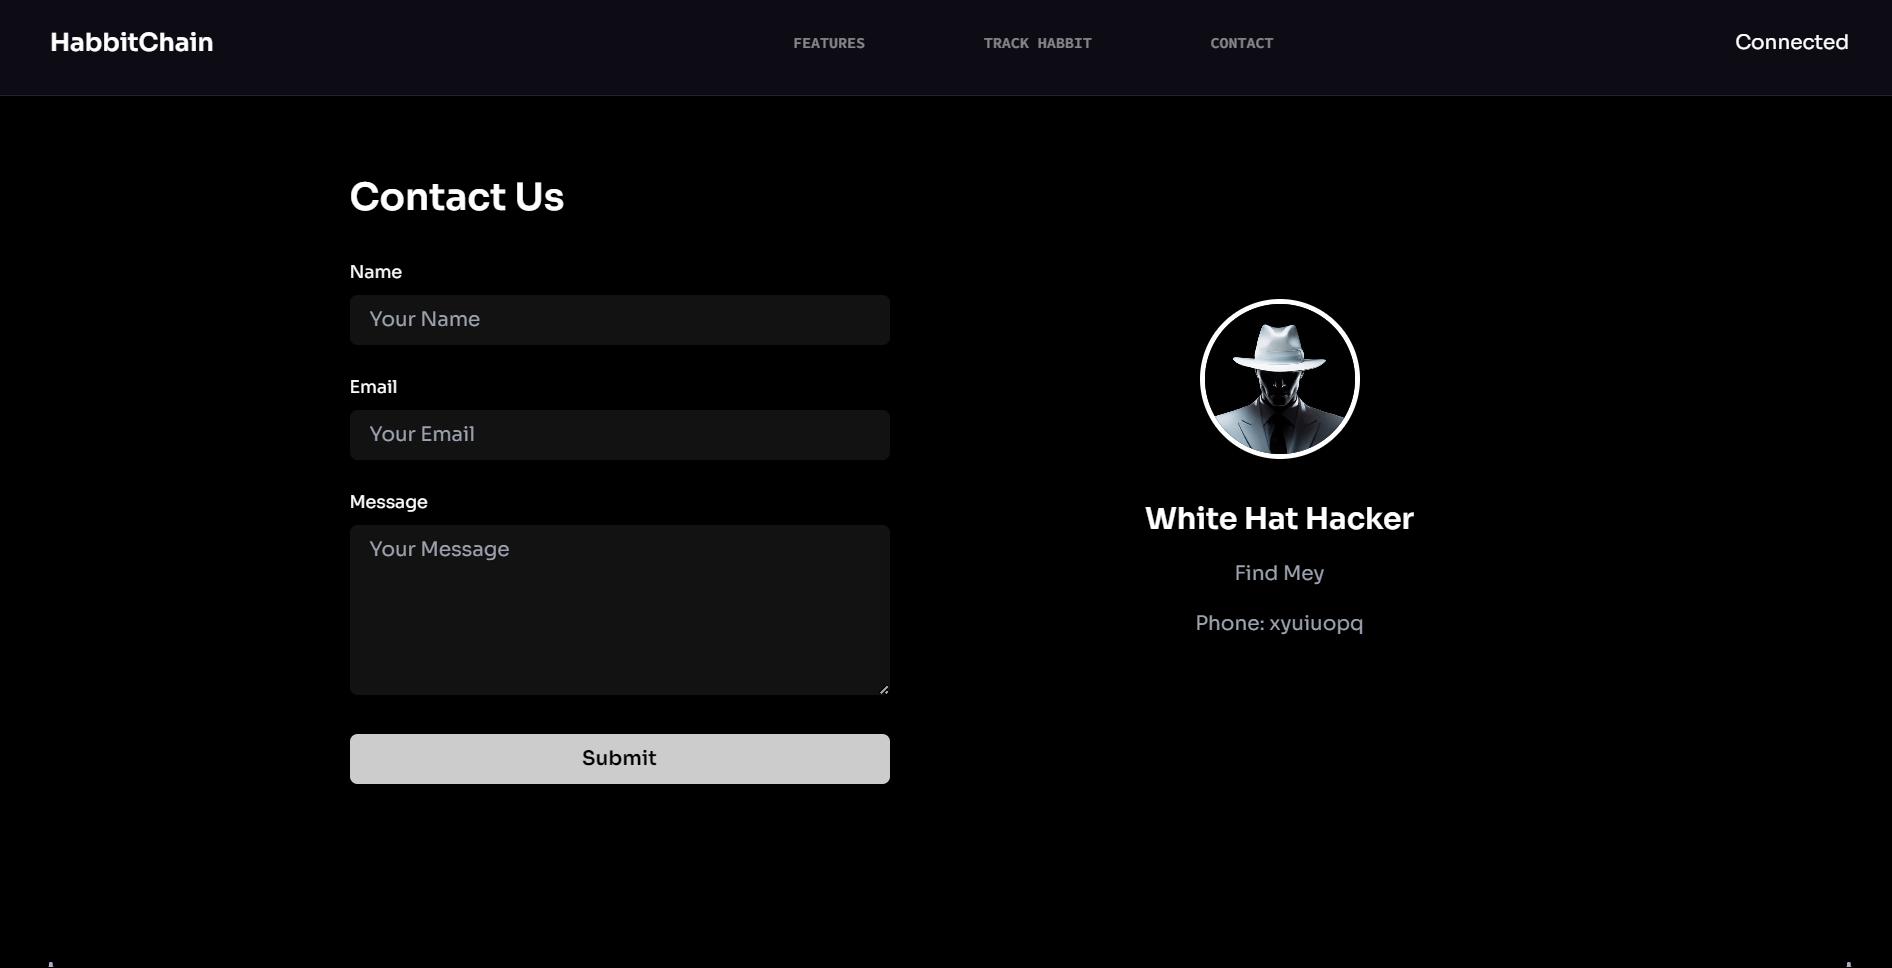 HabbitChain
FEATURES
TRACK HABBIT
CONTACT
Connected
Contact Us
Name
Your Name
Email
Your Email
Message
Your Message
Submit
White Hat Hacker
Find Mey
Phone: xyuiuopq